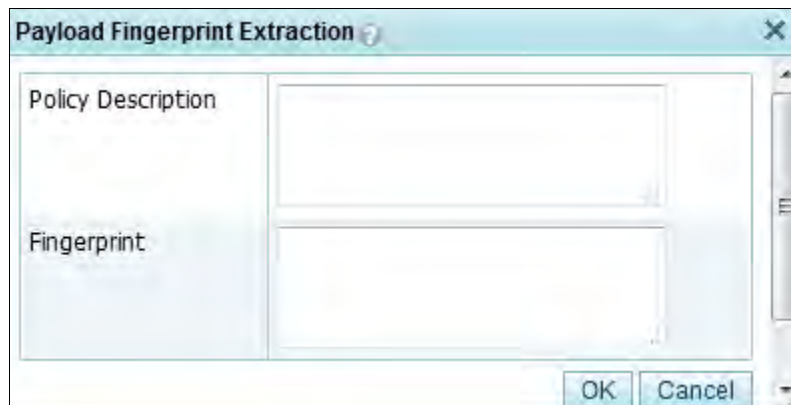 Payload Fingerprint Extraction
Policy Description
Fingerprint
OK Cancel